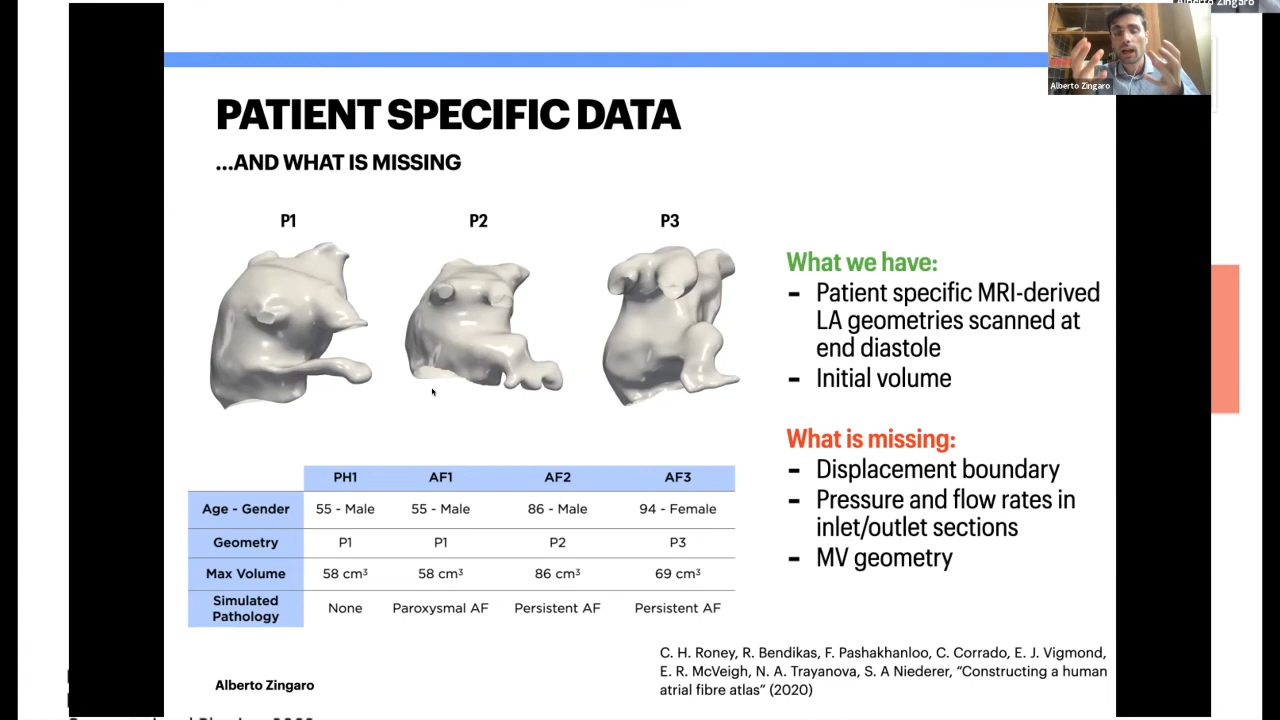 Alberto Zingaro
Alberto Zingaro
PATIENT SPECIFIC DATA
...AND WHAT IS MISSING
P1 P2 P3
What we have:
- Patient specific MRI-derived
LA geometries scanned at
end diastole
- Initial volume
What is missing:
- Displacement boundary
- Pressure and flow rates in
inlet/outlet sections
- MV geometry
PH1 AF1 AF2 AF3
Age - Gender 55 - Male 55 - Male 86 - Male 94 - Female
Geometry P1 P1 P2 P3
Max Volume 58 cm³ 58 cm³ 86 cm³ 69 cm³
Simulated
Pathology None Paroxysmal AF Persistent AF Persistent AF
C. H. Roney, R. Bendikas, F. Pashakhanloo, C. Corrado, E. J. Vigmond,
E. R. McVeigh, N. A. Trayanova, S. A Niederer, “Constructing a human
atrial fibre atlas” (2020)
Alberto Zingaro